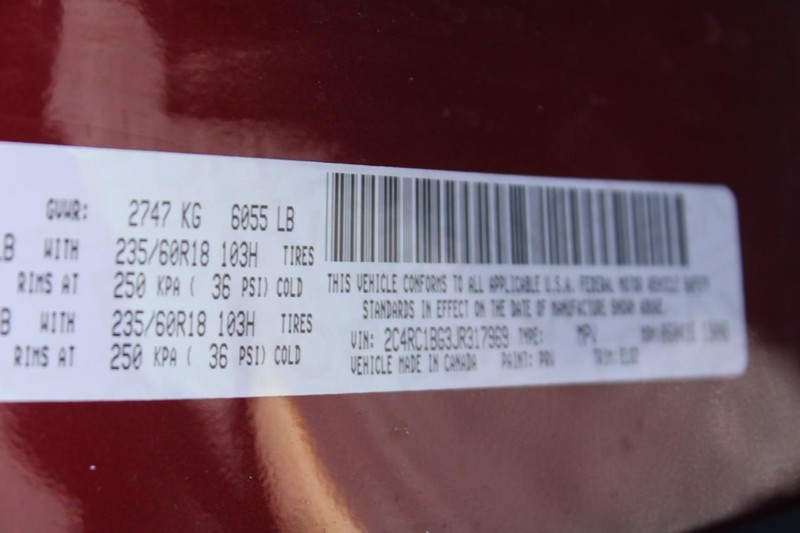 GVWR: 2747 KG 6055 LB
LB WITH 235/60R18 103H TIRES
RIMS AT 250 KPA ( 36 PSI) COLD
B WITH 235/60R18 103H TIRES
RIMS AT 250 KPA ( 36 PSI) COLD
THIS VEHICLE CONFORMS TO ALL APPLICABLE U.S.A. FEDERAL MOTOR VEHICLE SAFETY
STANDARDS IN EFFECT ON THE DATE OF MANUFACTURE SHOWN ABOVE.
VIN: 2C4RC1BG3JR317969 TYPE: MPV MDH:
VEHICLE MADE IN CANADA PAINT: PRV TRIM: